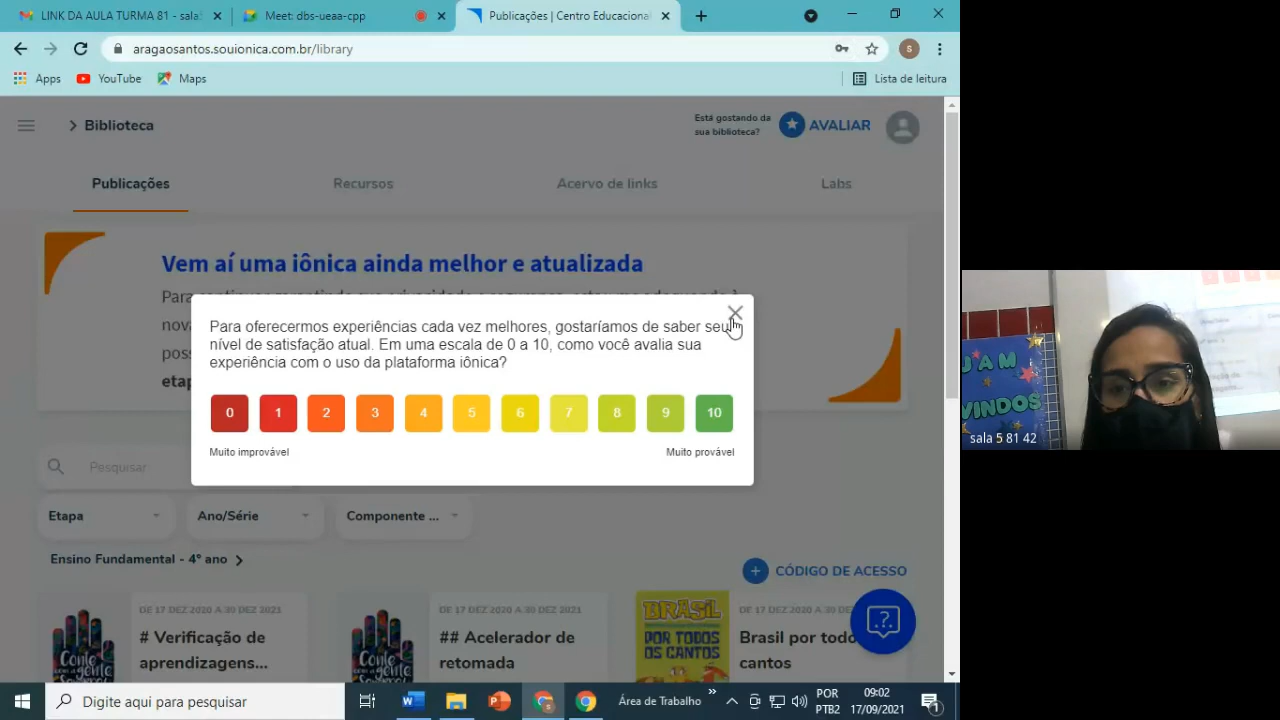 LINK DA AULA TURMA 81 - sala5
Meet: dbs-ueaa-cpp
Publicações | Centro Educacional
aragaosantos.souionica.com.br/library
S
Apps
YouTube
Maps
Lista de leitura
Biblioteca
Está gostando da
sua biblioteca?
AVALIAR
Publicações
Recursos
Acervo de links
Labs
Vem aí uma iônica ainda melhor e atualizada
Para oferecermos experiências cada vez melhores, gostaríamos de saber seu
nível de satisfação atual. Em uma escala de 0 a 10, como você avalia sua
experiência com o uso da plataforma iônica?
0 1 2 3 4 5 6 7 8 9 10
Muito improvável
Muito provável
Pesquisar
Etapa
Ano/Série
Componente ...
Ensino Fundamental - 4º ano
CÓDIGO DE ACESSO
DE 17 DEZ 2020 A 30 DEZ 2021
# Verificação de
aprendizagens...
DE 17 DEZ 2020 A 30 DEZ 2021
## Acelerador de
retomada
BRASIL
POR TODOS
OS CANTOS
DE 17 DEZ 2020 A 30 DEZ 2021
Brasil por todo
cantos
Digite aqui para pesquisar
Área de Trabalho
POR
PTB2
09:02
17/09/2021
1
JAM
VINDOS
sala 5 81 42